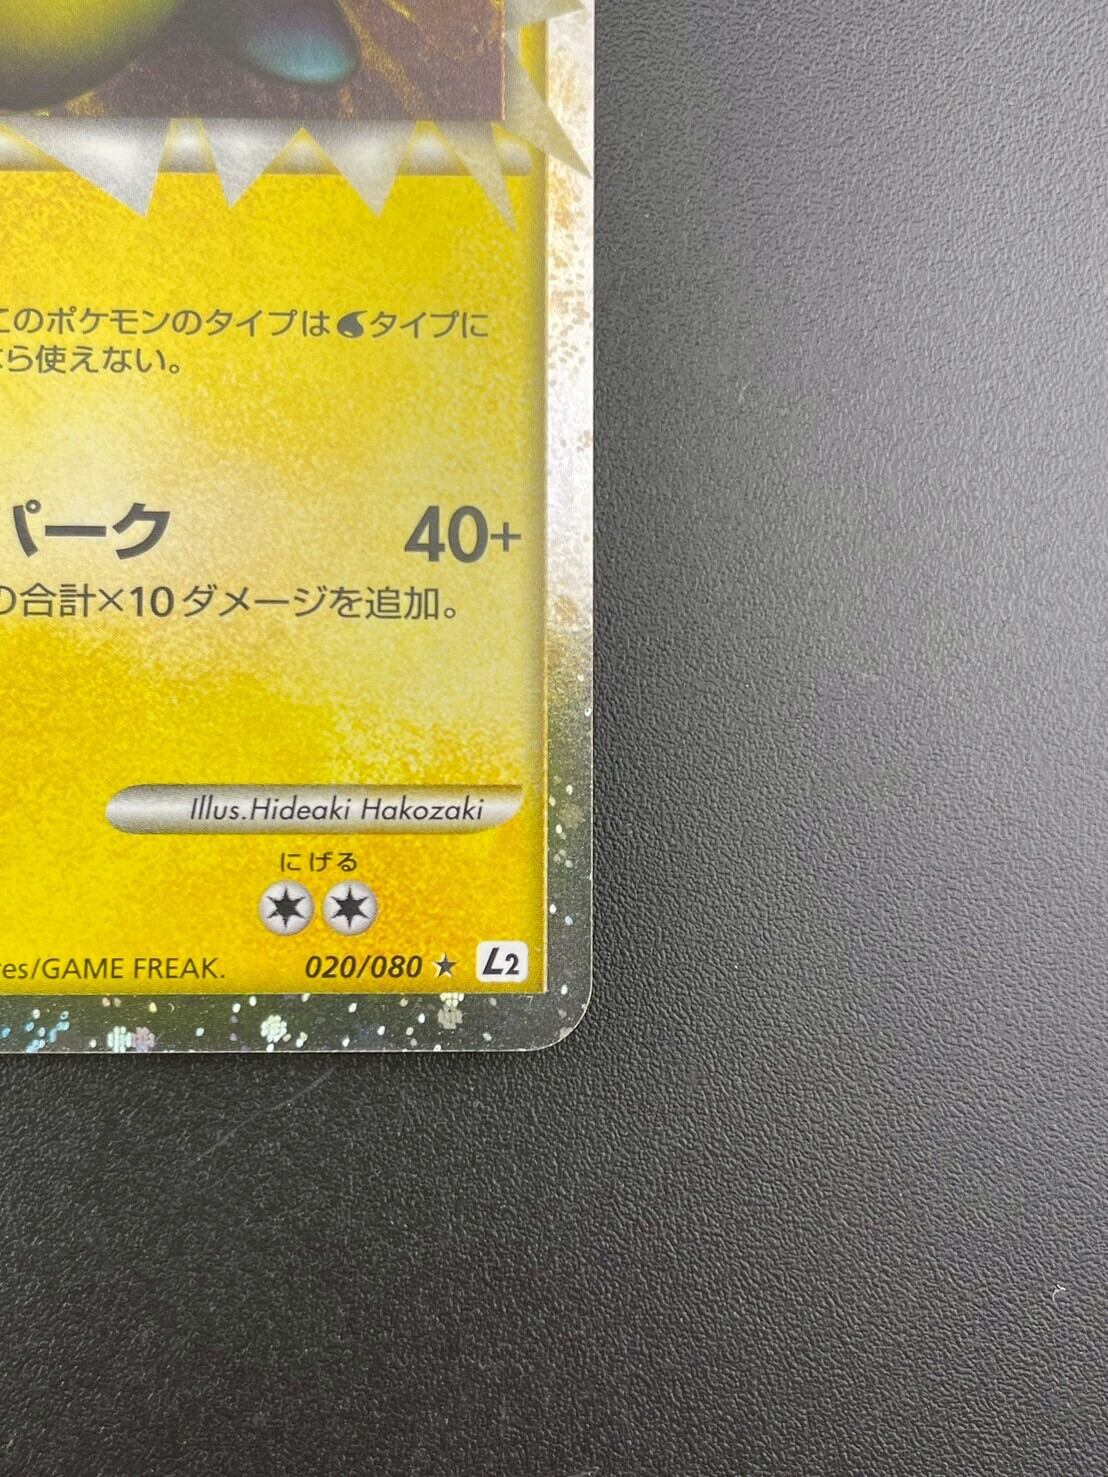 このポケモンのタイプはタイプに
ら使えない。
パーク 40+
の合計×10ダメージを追加。
Illus.Hideaki Hakozaki
にげる
res/GAME FREAK. 020/080 ★ L2